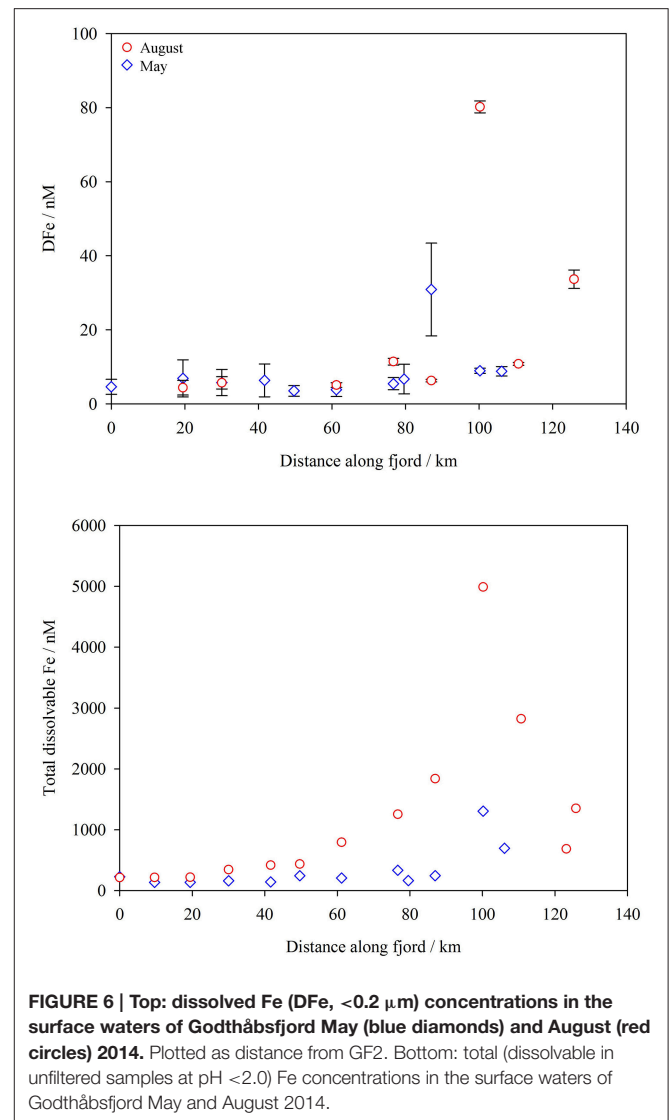 100
80
60
40
20
0
DFe / nM
August
May
0 20 40 60 80 100 120 140
Distance along fjord / km
6000
5000
4000
3000
2000
1000
0
Total dissolvable Fe / nM
0 20 40 60 80 100 120 140
Distance along fjord / km
FIGURE 6 | Top: dissolved Fe (DFe, <0.2 μm) concentrations in the
surface waters of Godthåbsfjord May (blue diamonds) and August (red
circles) 2014. Plotted as distance from GF2. Bottom: total (dissolvable in
unfiltered samples at pH <2.0) Fe concentrations in the surface waters of
Godthåbsfjord May and August 2014.